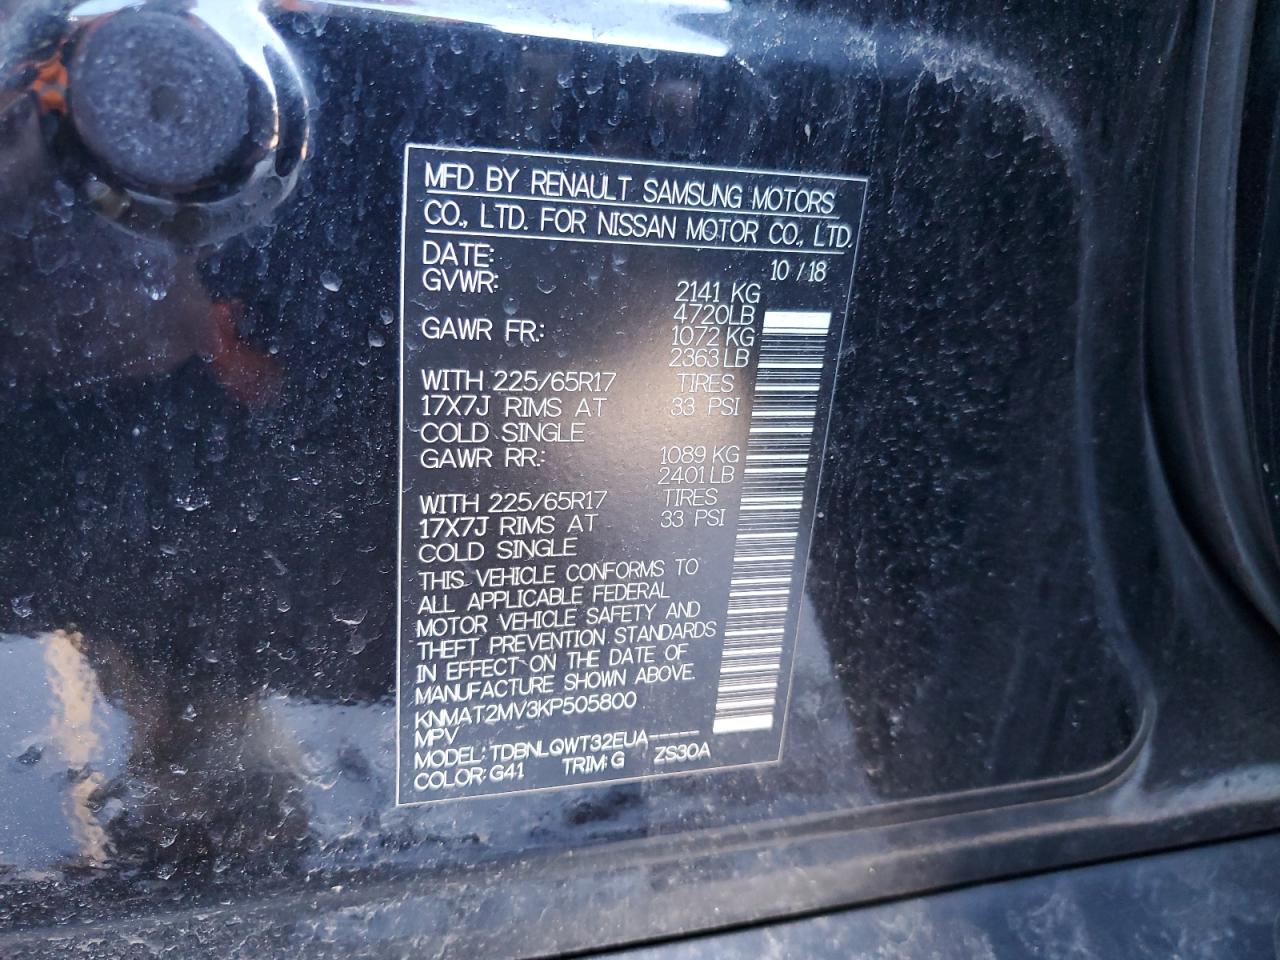 MFD. BY RENAULT SAMSUNG MOTORS
CO., LTD. FOR NISSAN MOTOR CO., LTD.
DATE: 10 / 18
GVWR: 2141 KG
4720LB
GAWR FR: 1072 KG
2363LB
WITH 225/65R17 TIRES
17X7J RIMS AT 33 PSI
COLD SINGLE
GAWR RR: 1089 KG
2401LB
WITH 225/65R17 TIRES
17X7J RIMS AT 33 PSI
COLD SINGLE
THIS VEHICLE CONFORMS TO
ALL APPLICABLE FEDERAL
MOTOR VEHICLE SAFETY AND
THEFT PREVENTION STANDARDS
IN EFFECT ON THE DATE OF
MANUFACTURE SHOWN ABOVE.
KNMAT2MV3KP505800
MPV
MODEL: TDBNLQWT32EUA-----
COLOR: G41 TRIM: G ZS30A